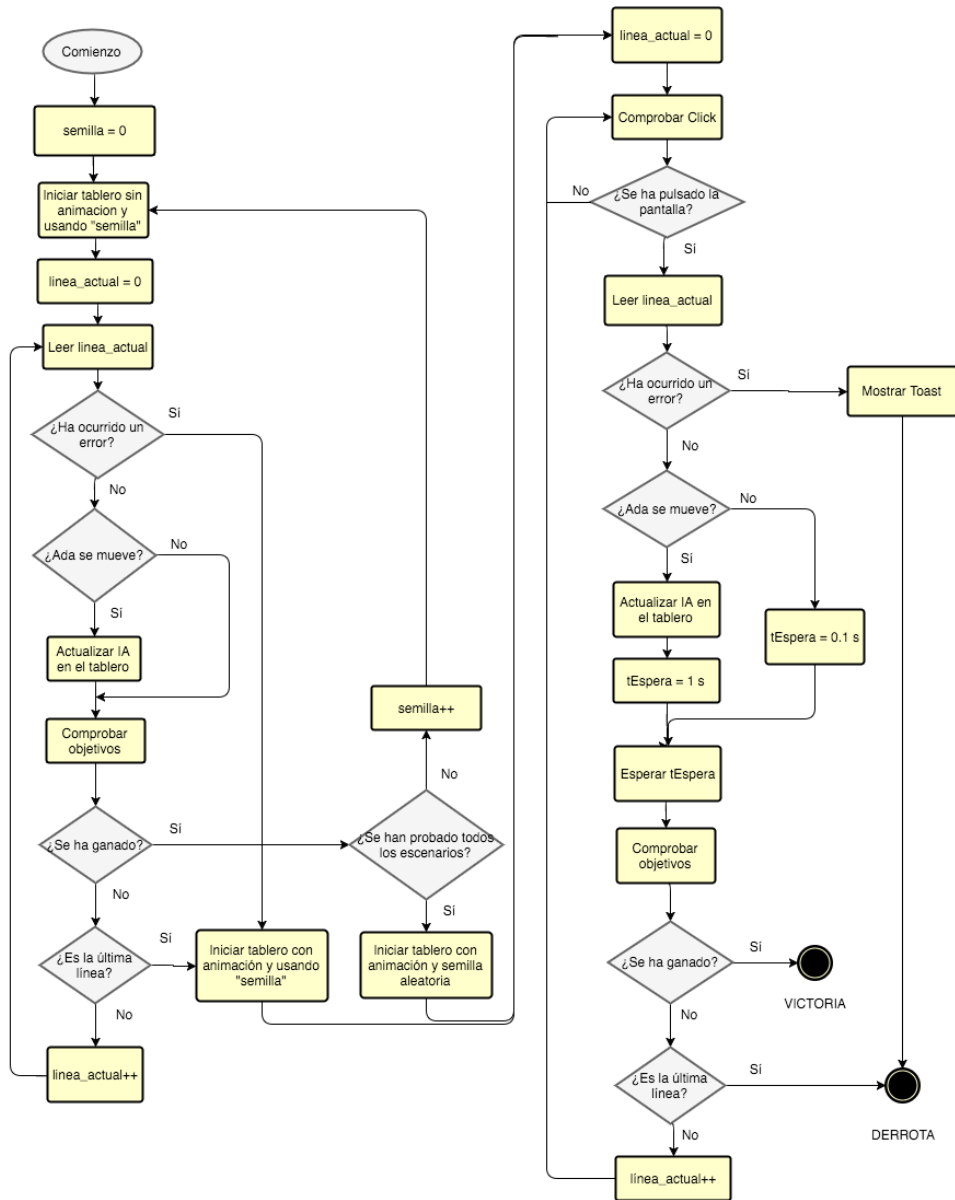 Comienzo
semilla = 0
Iniciar tablero sin
animacion y
usando "semilla"
linea_actual = 0
Leer linea_actual
¿Ha ocurrido un
error?
Sí
No
¿Ada se mueve?
No
Sí
Actualizar IA
en el tablero
Comprobar
objetivos
¿Se ha ganado?
Sí
No
¿Es la última
línea?
Sí
No
linea_actual++
Iniciar tablero con
animación y usando
"semilla"
semilla++
No
¿Se han probado todos
los escenarios?
Sí
Iniciar tablero con
animación y semilla
aleatoria
linea_actual = 0
Comprobar Click
¿Se ha pulsado la
pantalla?
No
Sí
Leer linea_actual
¿Ha ocurrido un
error?
Sí
Mostrar Toast
No
¿Ada se mueve?
No
Sí
Actualizar IA en
el tablero
tEspera = 0.1 s
tEspera = 1 s
Esperar tEspera
Comprobar
objetivos
¿Se ha ganado?
Sí
VICTORIA
No
¿Es la última
línea?
Sí
DERROTA
No
línea_actual++